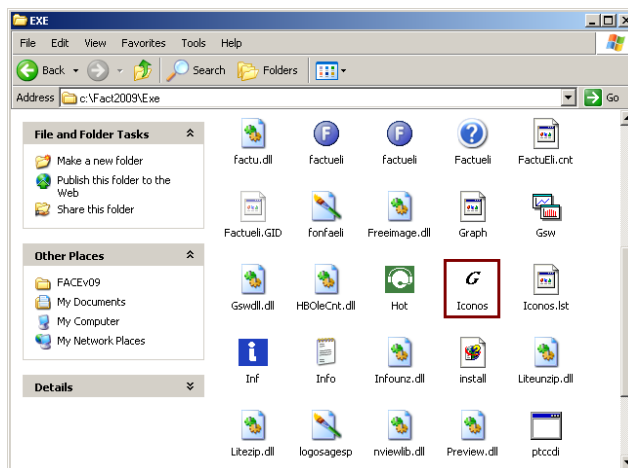 EXE
File Edit View Favorites Tools Help
Back Search Folders
Address c:\Fact2009\Exe Go
File and Folder Tasks
Make a new folder
Publish this folder to the
Web
Share this folder
Other Places
FACEv09
My Documents
My Computer
My Network Places
Details
factu.dll factueli factueli Factueli FactuEli.cnt
Factueli.GID fonfaeli Freeimage.dll Graph Gsw
Gswdll.dll HBOleCnt.dll Hot Iconos Iconos.lst
Inf Info Infounz.dll install Liteunzip.dll
Litezip.dll logosagesp nviewlib.dll Preview.dll ptccdi